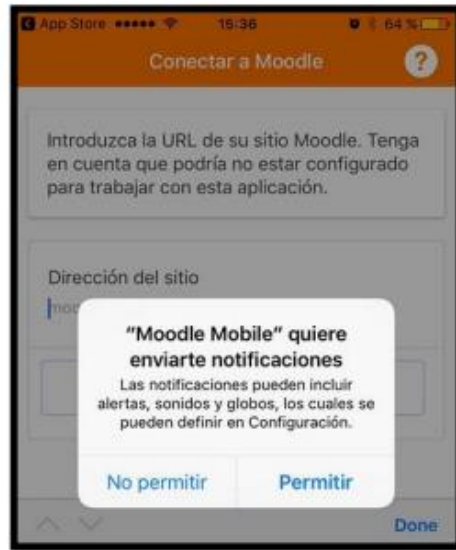 App Store 15:36 64 %
Conectar a Moodle ?
Introduzca la URL de su sitio Moodle. Tenga
en cuenta que podría no estar configurado
para trabajar con esta aplicación.
Dirección del sitio
"Moodle Mobile" quiere
enviarte notificaciones
Las notificaciones pueden incluir
alertas, sonidos y globos, los cuales se
pueden definir en Configuración.
No permitir Permitir
Done